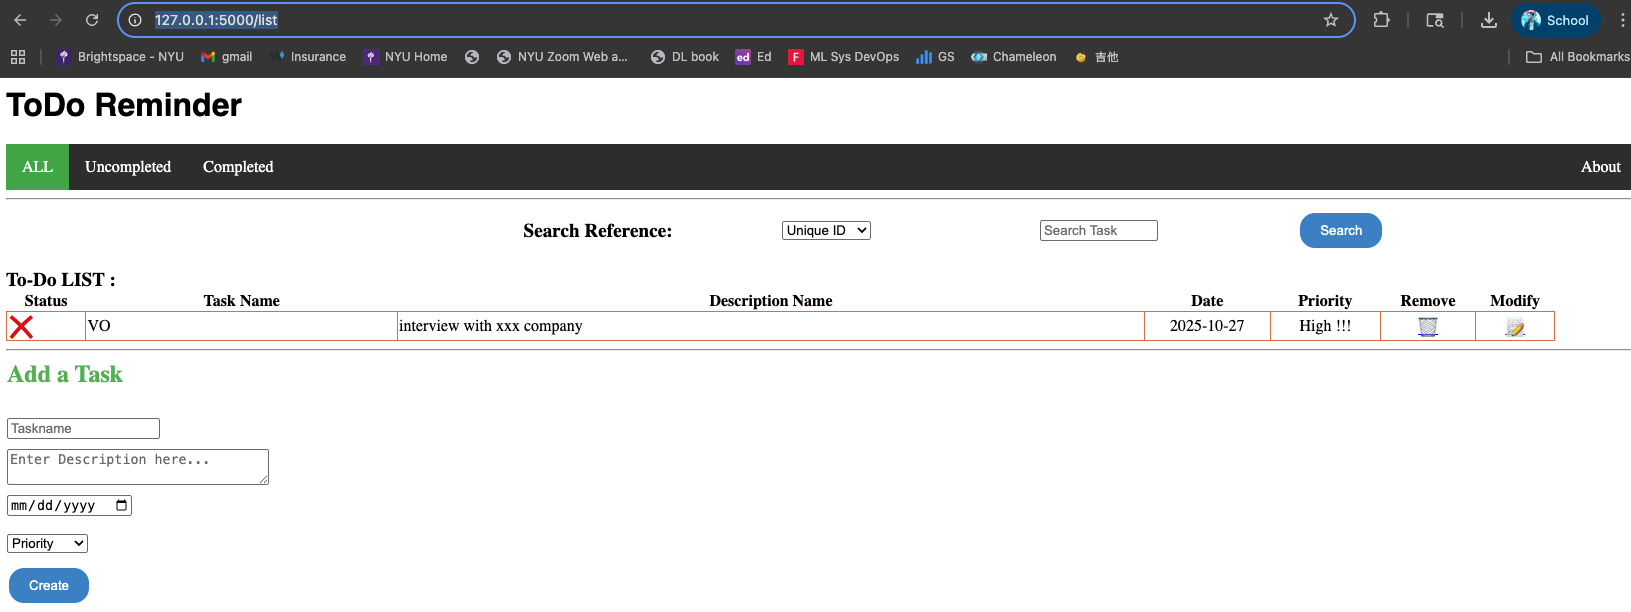 127.0.0.1:5000/list
School
Brightspace - NYU
gmail
Insurance
NYU Home
NYU Zoom Web a...
DL book
ed Ed
F ML Sys DevOps
GS
Chameleon
吉他
All Bookmarks
ToDo Reminder
ALL Uncompleted Completed About
Search Reference: Unique ID Search Task Search
To-Do LIST :
Status Task Name Description Name Date Priority Remove Modify
VO interview with xxx company 2025-10-27 High !!!
Add a Task
Taskname
Enter Description here...
mm/dd/yyyy
Priority
Create